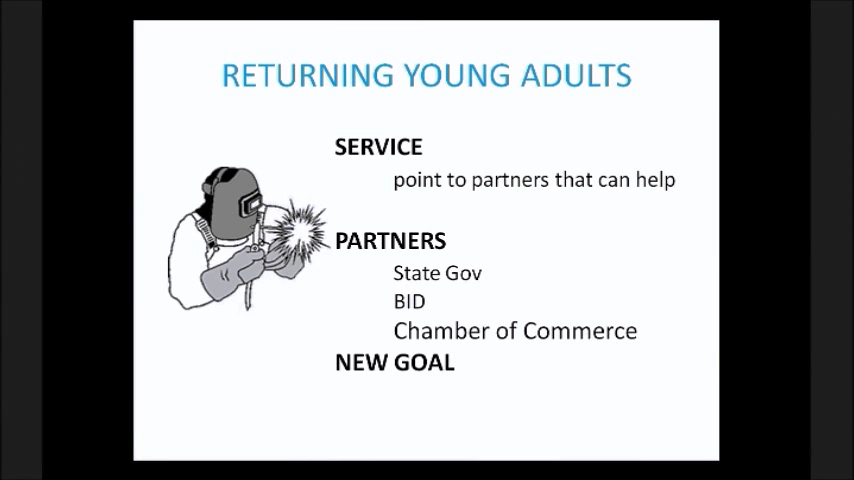 RETURNING YOUNG ADULTS
SERVICE
point to partners that can help
PARTNERS
State Gov
BID
Chamber of Commerce
NEW GOAL